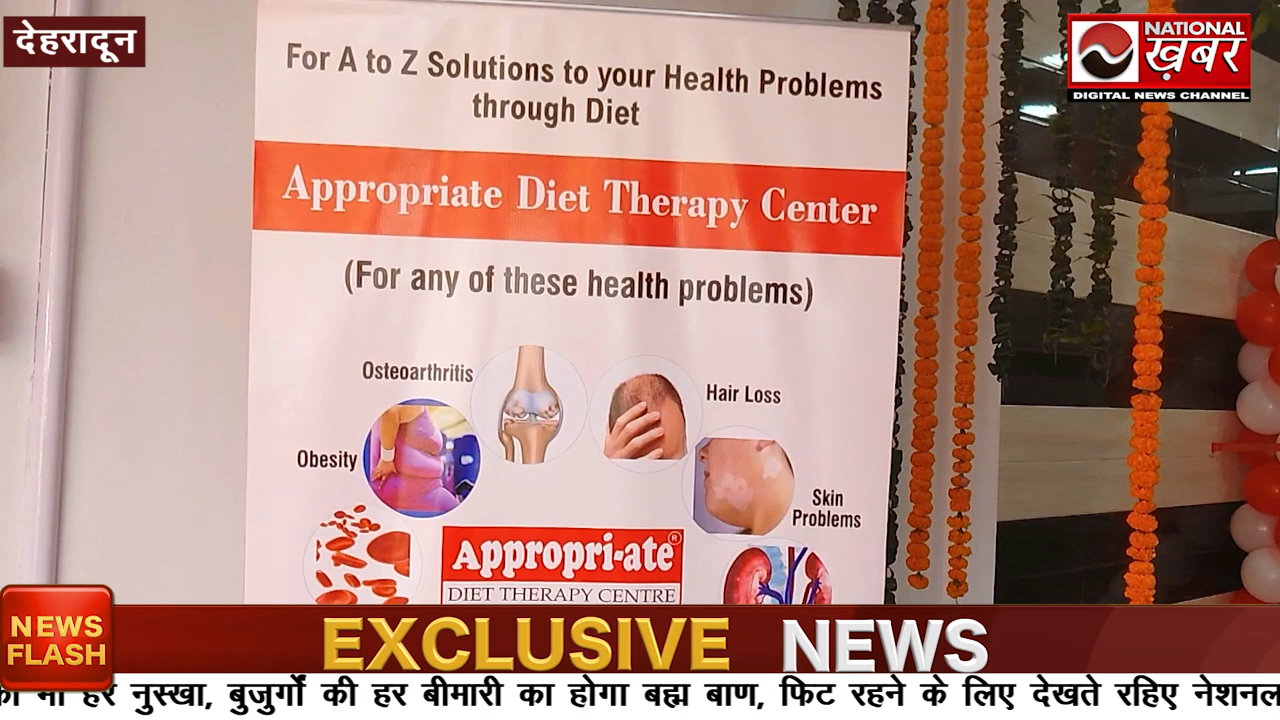 देहरादून
NATIONAL
ख़बर
DIGITAL NEWS CHANNEL
For A to Z Solutions to your Health Problems
through Diet
Appropriate Diet Therapy Center
(For any of these health problems)
Osteoarthritis
Hair Loss
Obesity
Skin
Problems
Appropri-ate®
DIET THERAPY CENTRE
NEWS
FLASH
EXCLUSIVE NEWS
हर नुस्खा, बुजुर्गों की हर बीमारी का होगा बह्म बाण, फिट रहने के लिए देखते रहिए नेशनल